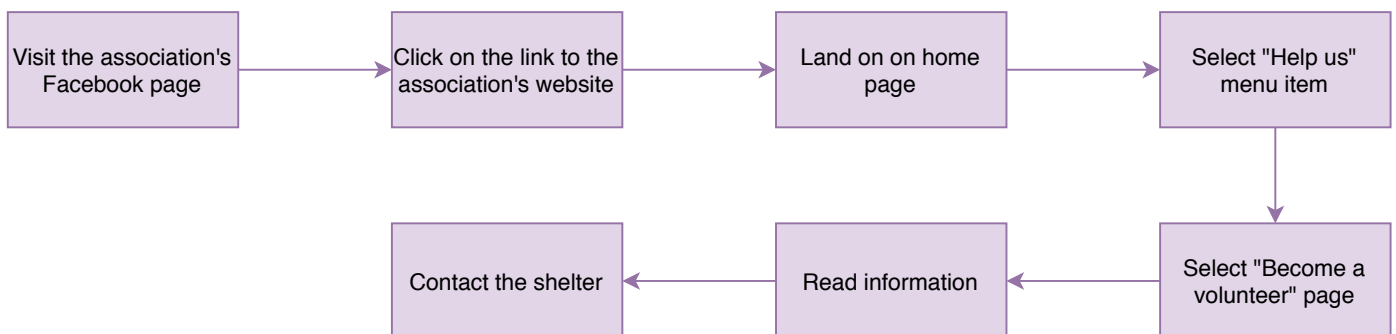 Visit the association's
Facebook page
Click on the link to the
association's website
Land on on home
page
Select "Help us"
menu item
Select "Become a
volunteer" page
Read information
Contact the shelter